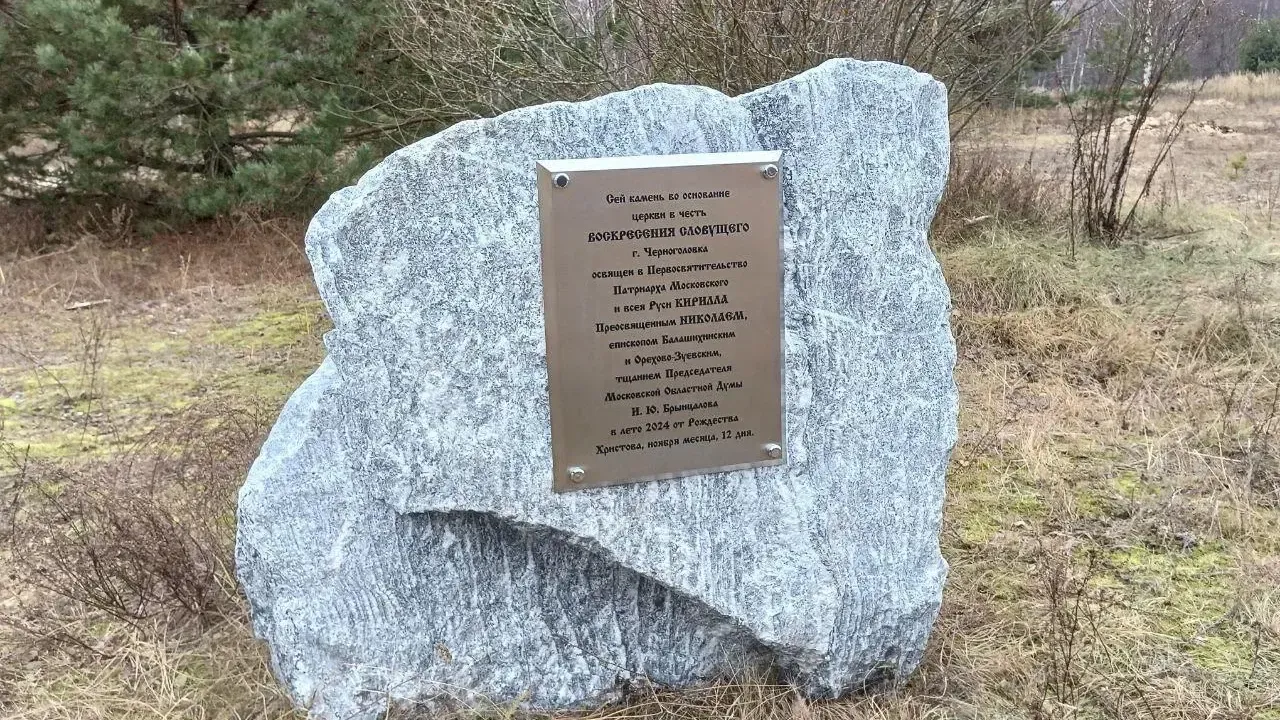 Сей камень во основание
церкви в честь
ВОСКРЕСЕНИЯ СЛОВУЩЕГО
г. Черноголовка
освящен в Первосвятительство
Патриарха Московского
и всея Руси КИРИЛЛА
Преосвященным НИКОЛАЕМ,
епископом Балашихинским
и Орехово-Зуевским,
тщанием Председателя
Московской Областной Думы
И. Ю. Брынцалова
в лето 2024 от Рождества
Христова, ноября месяца, 12 дня.